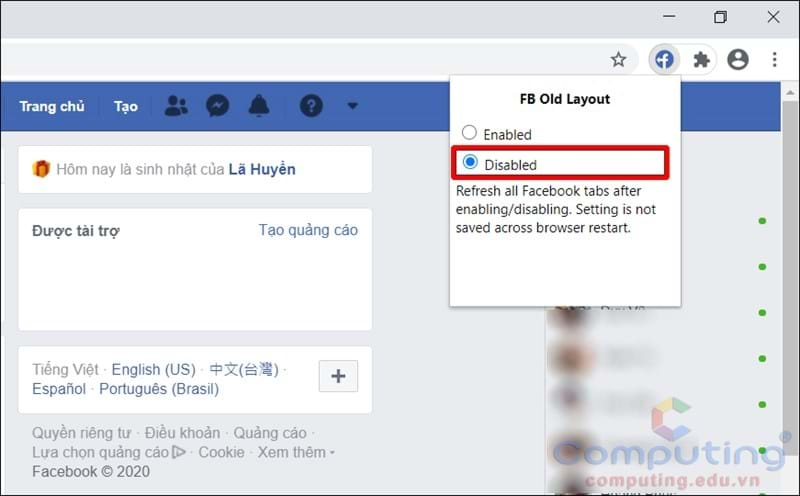 Trang chủ Tạo
FB Old Layout
Enabled
Disabled
Refresh all Facebook tabs after
enabling/disabling. Setting is not
saved across browser restart.
Hôm nay là sinh nhật của Lã Huyền
Được tài trợ Tạo quảng cáo
Tiếng Việt · English (US) · 中文(台灣) ·
Español · Português (Brasil)
Quyền riêng tư · Điều khoản · Quảng cáo ·
Lựa chọn quảng cáo · Cookie · Xem thêm
Facebook © 2020
Computing
computing.edu.vn